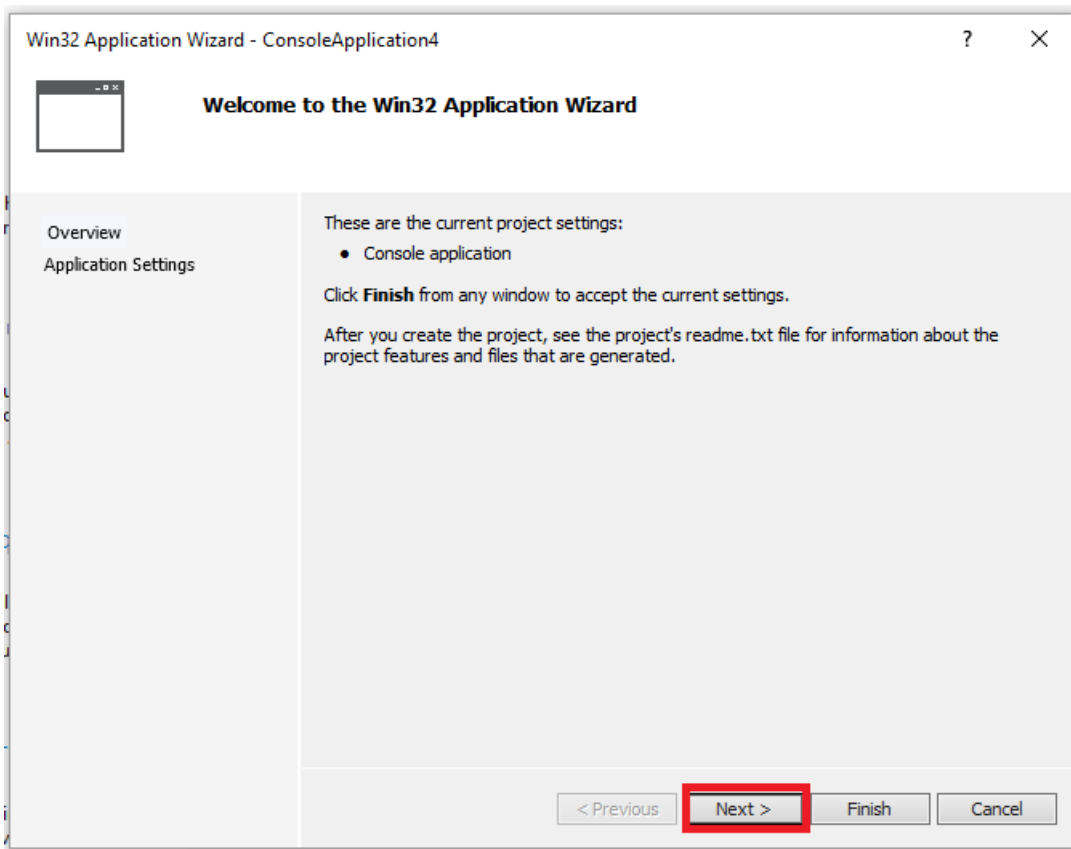 Win32 Application Wizard - ConsoleApplication4
Welcome to the Win32 Application Wizard
Overview
Application Settings
These are the current project settings:
• Console application
Click Finish from any window to accept the current settings.
After you create the project, see the project's readme.txt file for information about the
project features and files that are generated.
< Previous
Next >
Finish
Cancel